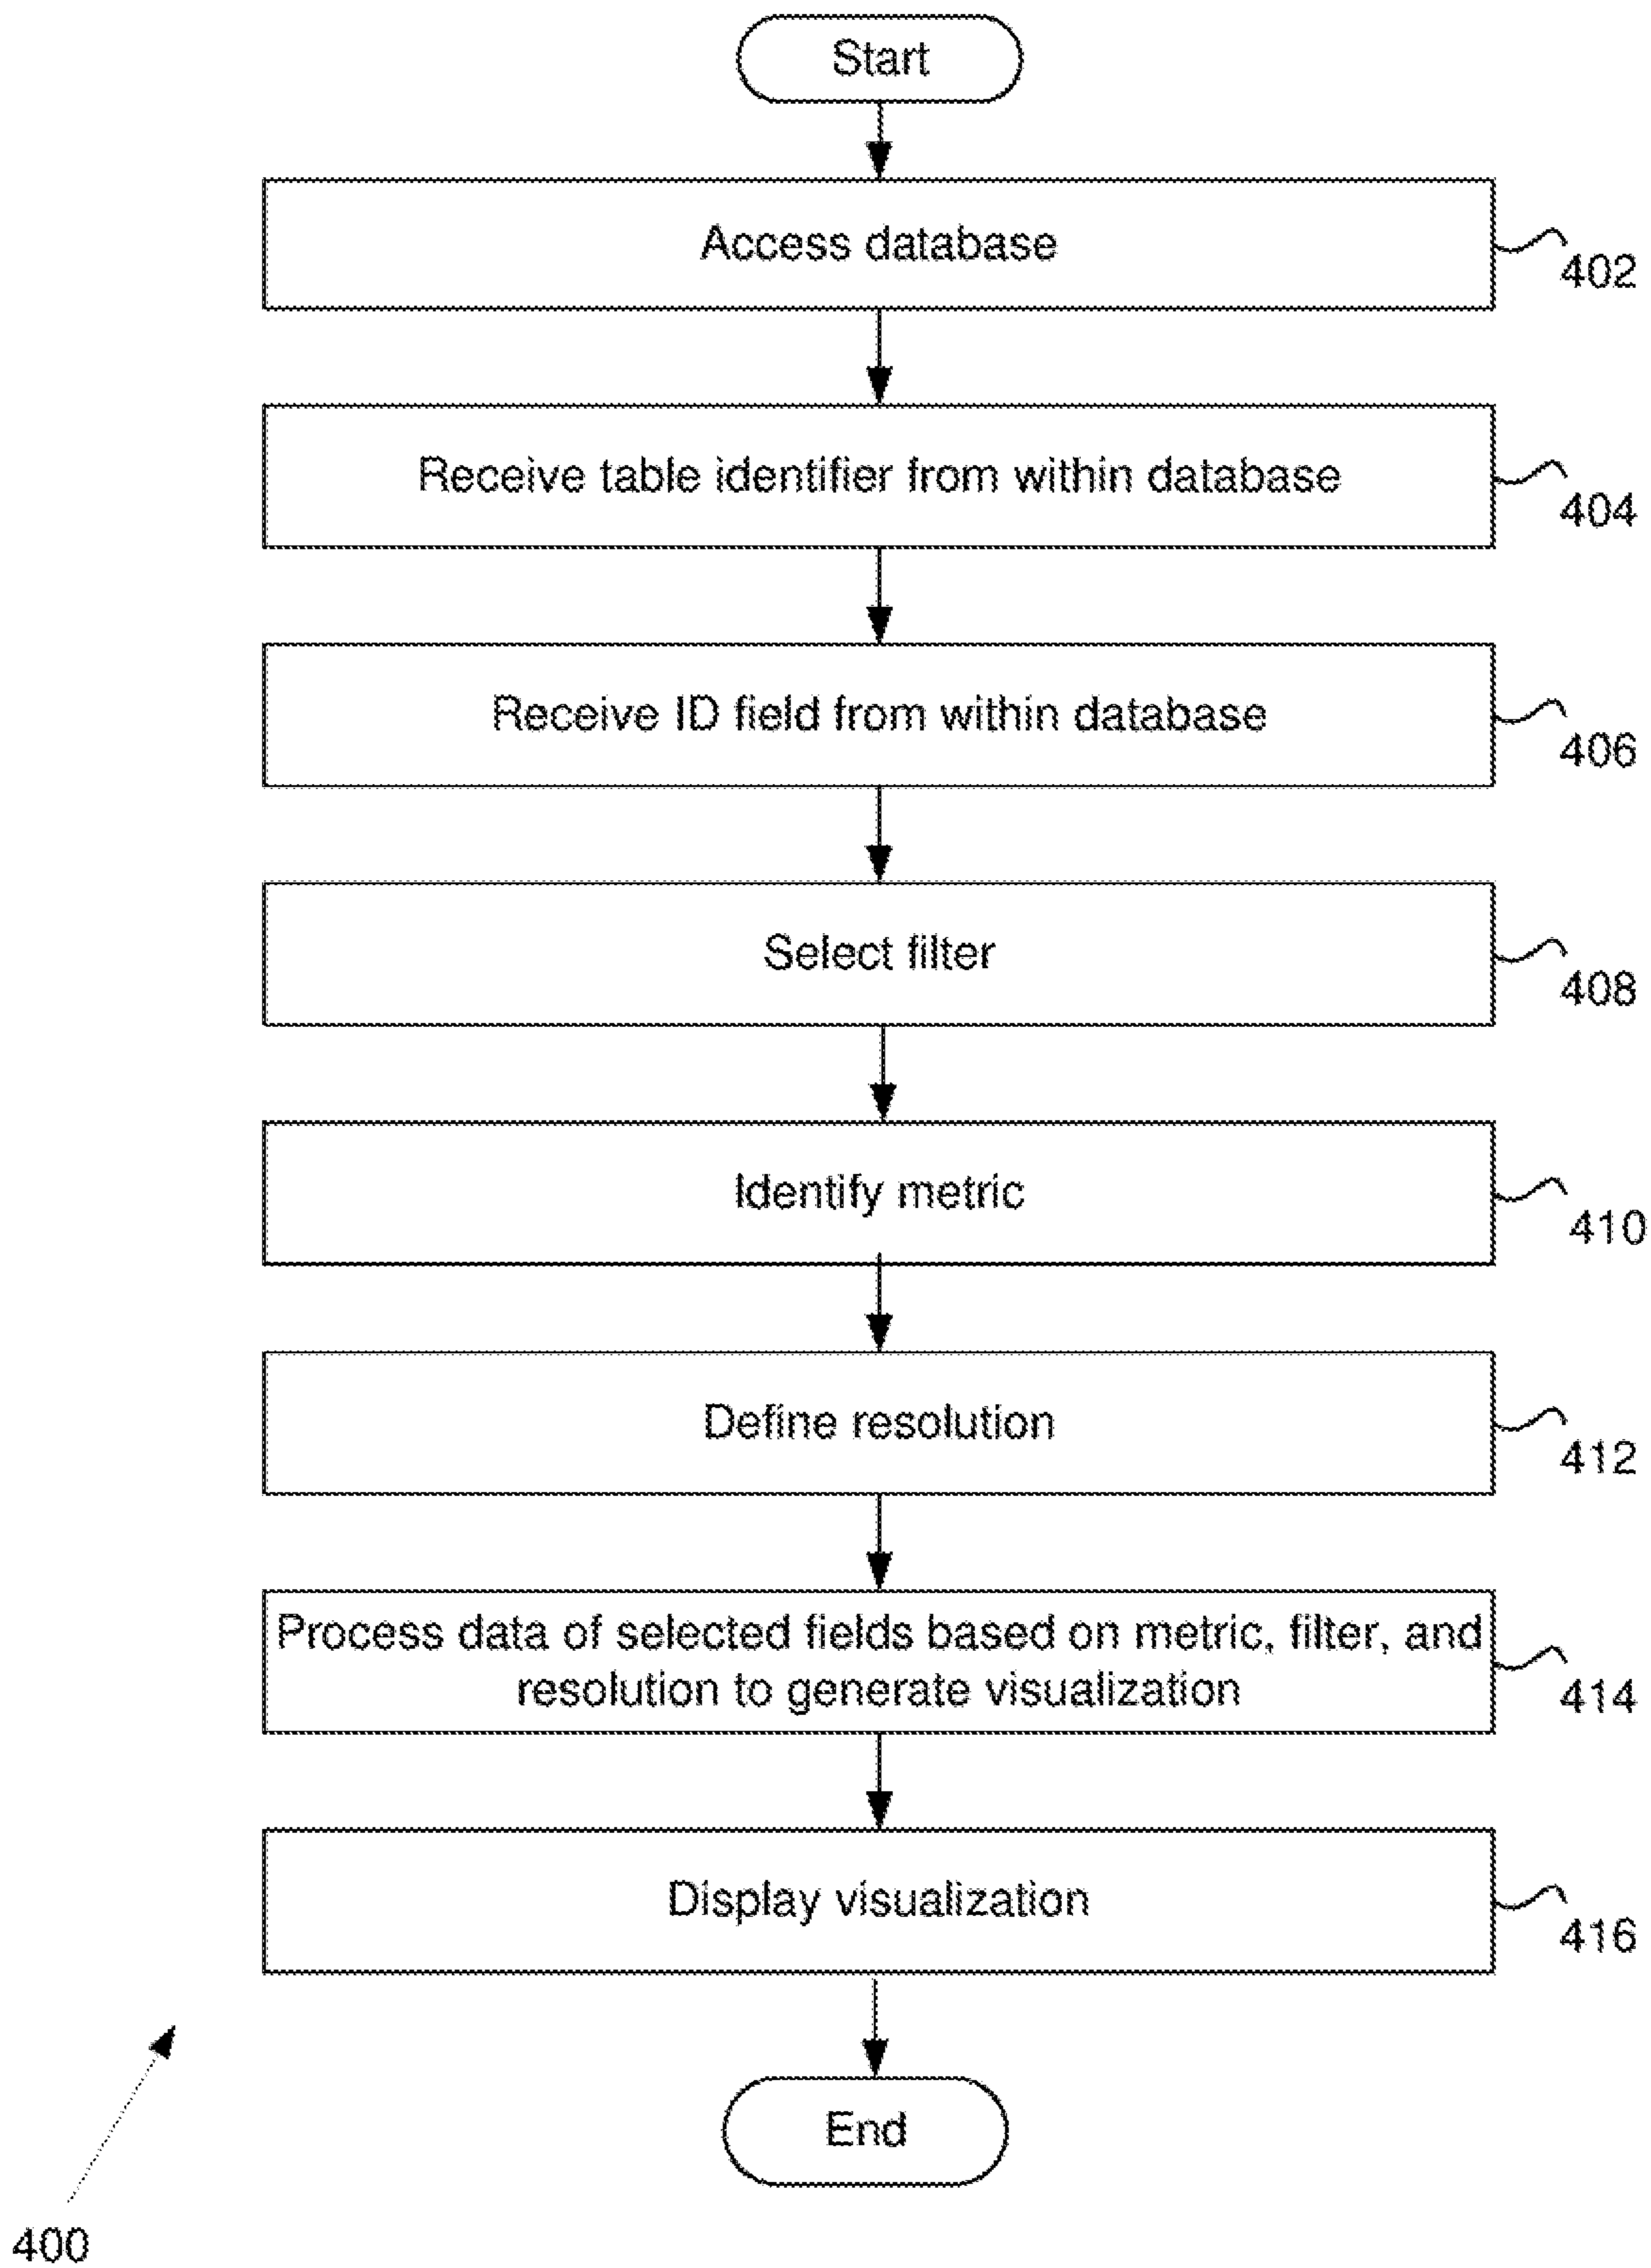 Start
Access database
402
Receive table identifier from within database
404
Receive ID field from within database
406
Select filter
408
Identify metric
410
Define resolution
412
Process data of selected fields based on metric, filter, and
resolution to generate visualization
414
Display visualization
416
End
400